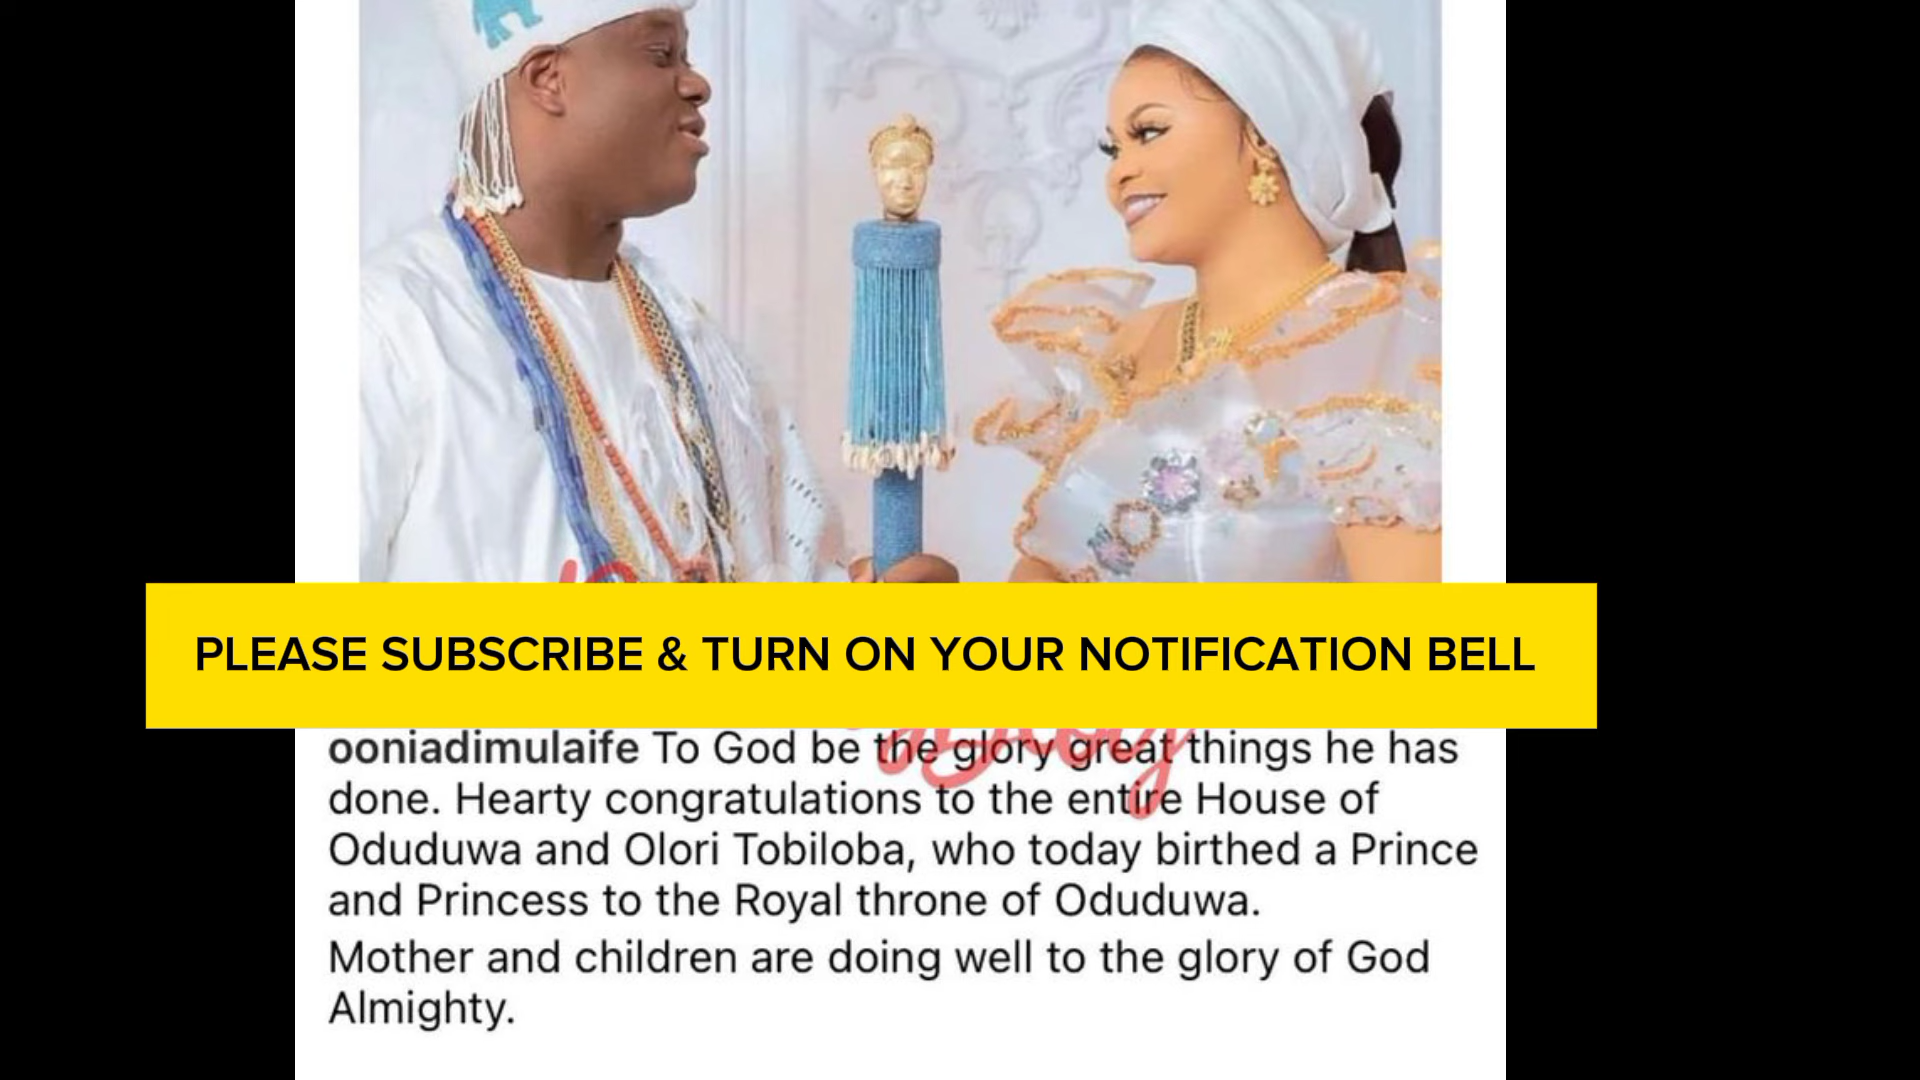 PLEASE SUBSCRIBE & TURN ON YOUR NOTIFICATION BELL
ooniadimulaife To God be the glory great things he has
done. Hearty congratulations to the entire House of
Oduduwa and Olori Tobiloba, who today birthed a Prince
and Princess to the Royal throne of Oduduwa.
Mother and children are doing well to the glory of God
Almighty.